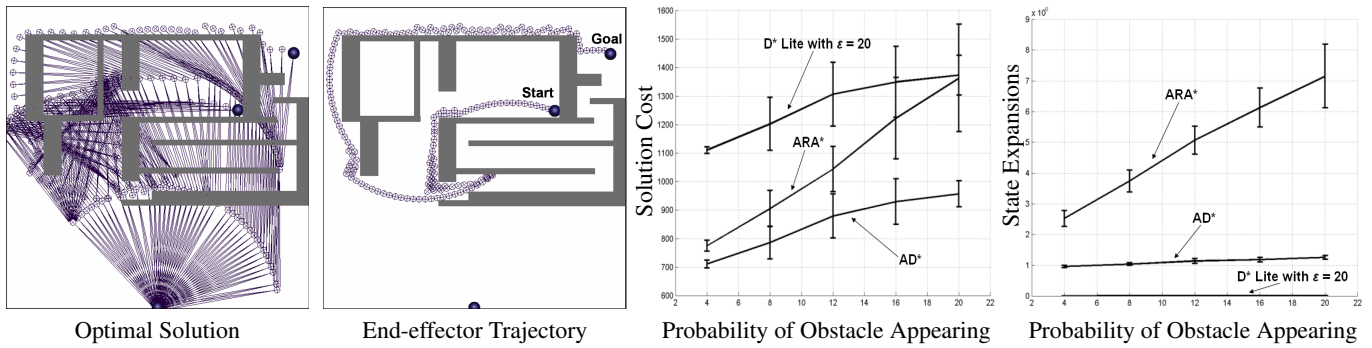 Goal
Start
Optimal Solution
End-effector Trajectory
Solution Cost
1600
1500
1400
1300
1200
1100
1000
900
800
700
600
D* Lite with ε = 20
ARA*
AD*
2 4 6 8 10 12 14 16 18 20 22
Probability of Obstacle Appearing
State Expansions
9
8
7
6
5
4
3
2
1
0
ARA*
AD*
D* Lite with ε = 20
2 4 6 8 10 12 14 16 18 20 22
Probability of Obstacle Appearing